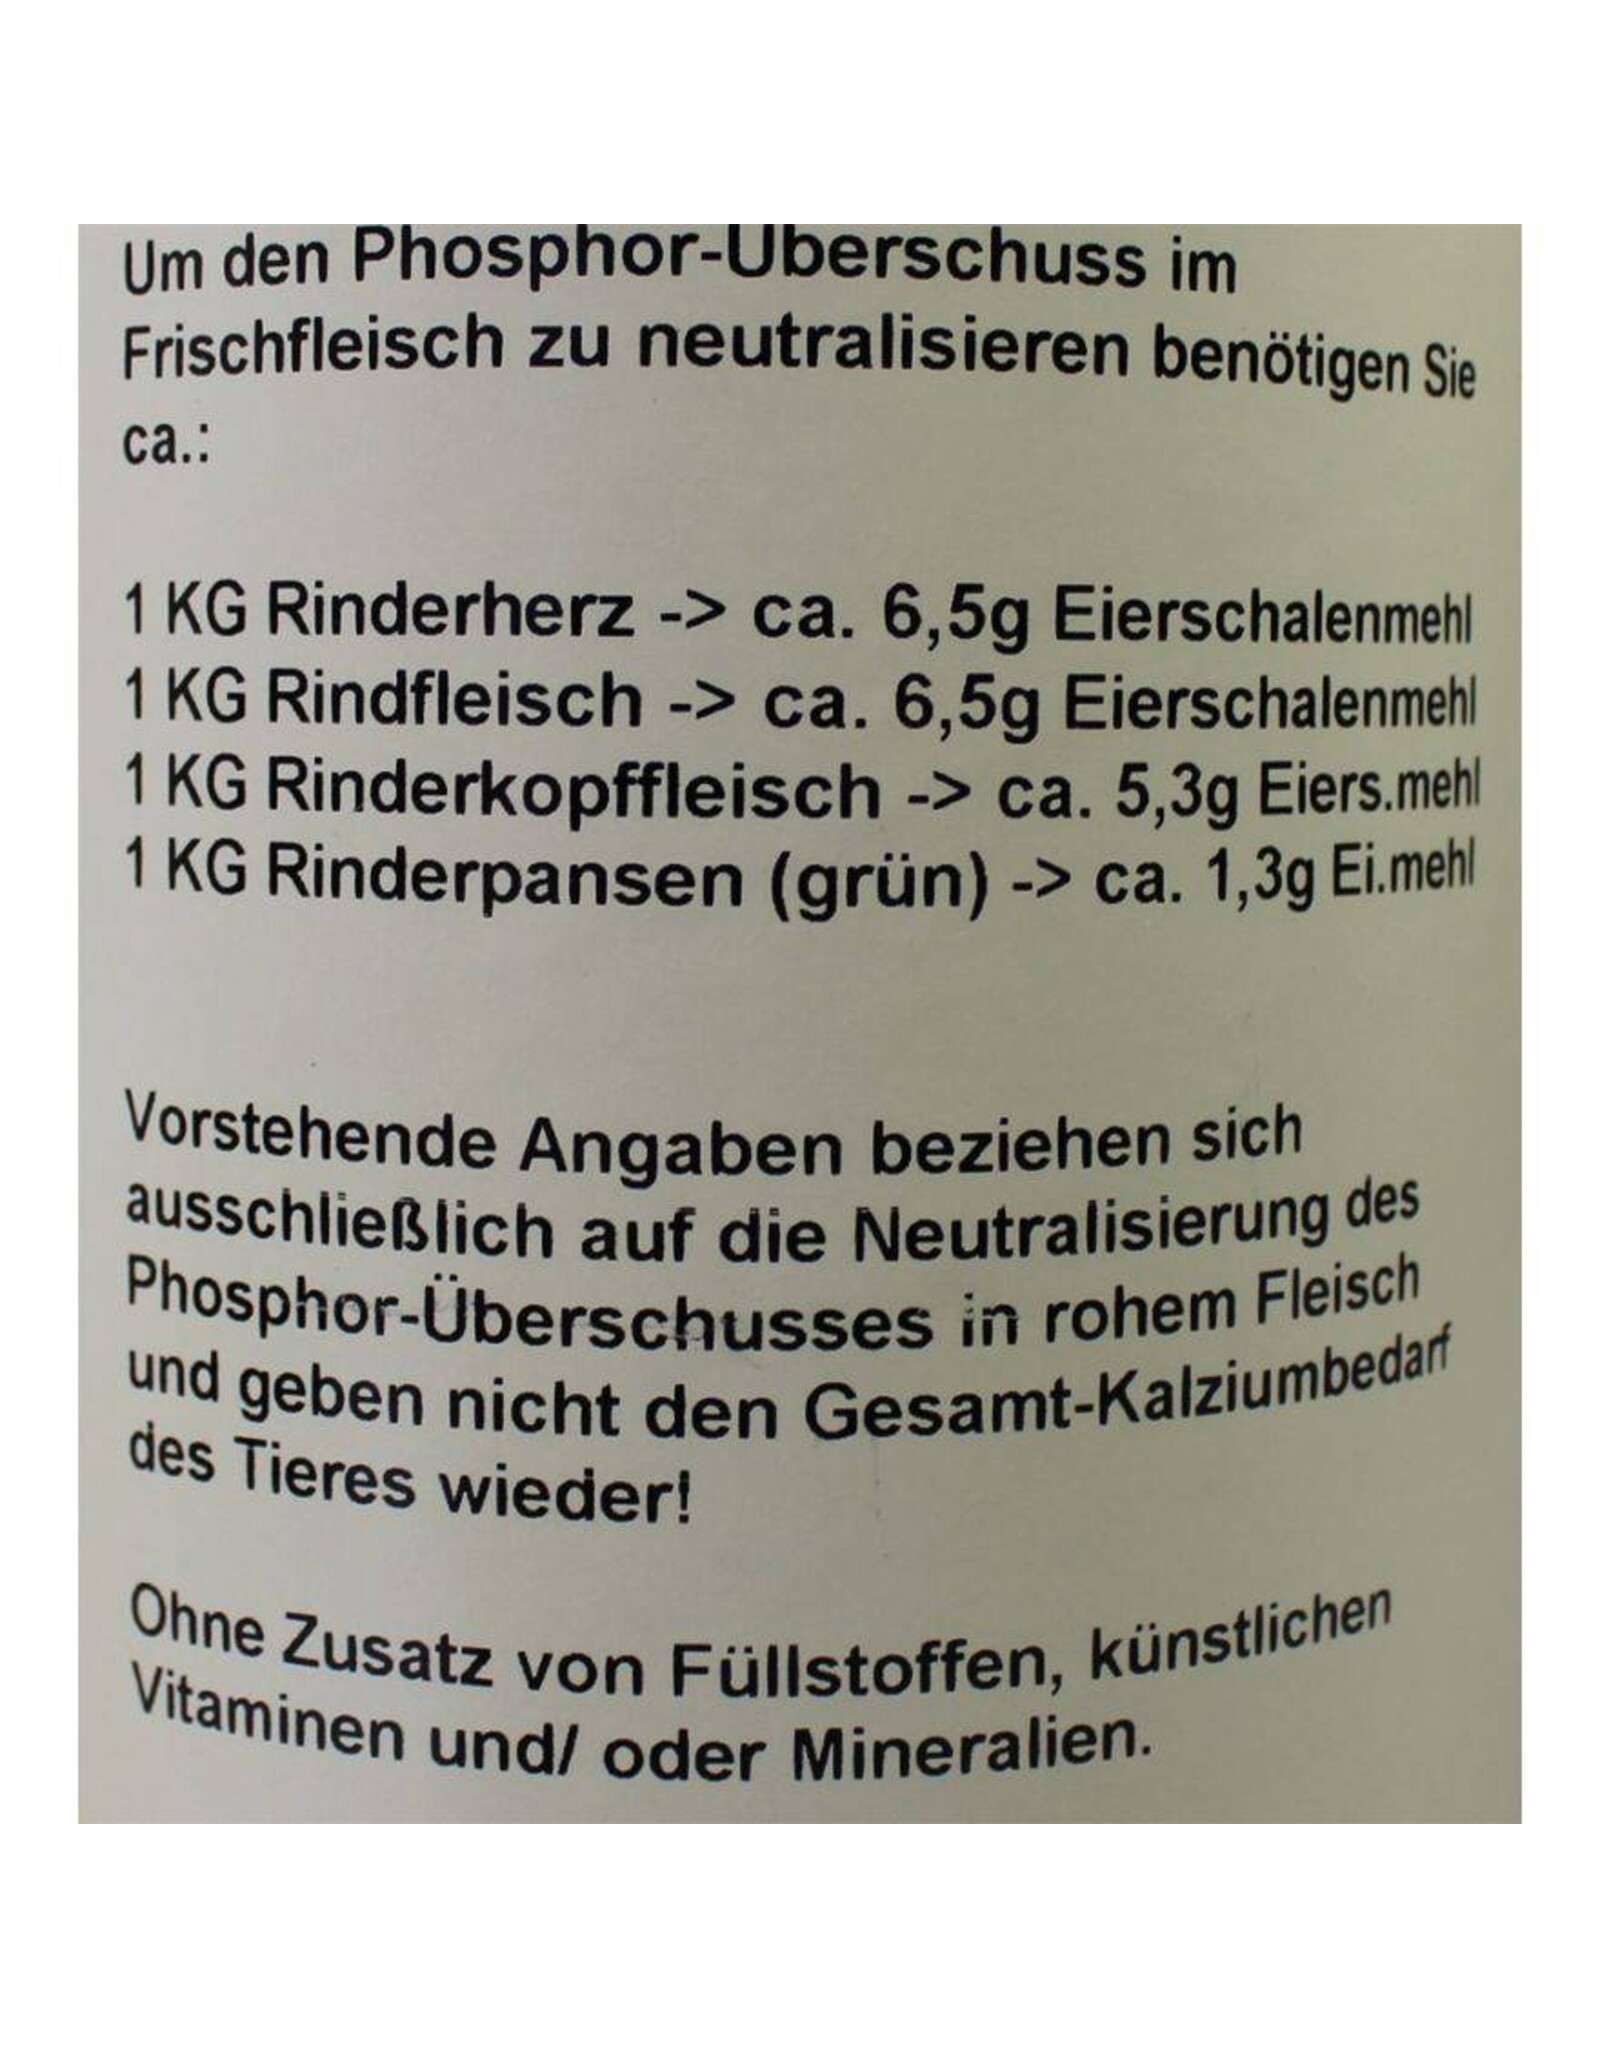 Um den Phosphor-Überschuss im
Frischfleisch zu neutralisieren benötigen Sie
ca.:
1 KG Rinderherz -> ca. 6,5g Eierschalenmehl
1 KG Rindfleisch -> ca. 6,5g Eierschalenmehl
1 KG Rinderkopffleisch -> ca. 5,3g Eiers.mehl
1 KG Rinderpansen (grün) -> ca. 1,3g Ei.mehl
Vorstehende Angaben beziehen sich
ausschließlich auf die Neutralisierung des
Phosphor-Überschusses in rohem Fleisch
und geben nicht den Gesamt-Kalziumbedarf
des Tieres wieder!
Ohne Zusatz von Füllstoffen, künstlichen
Vitaminen und/ oder Mineralien.